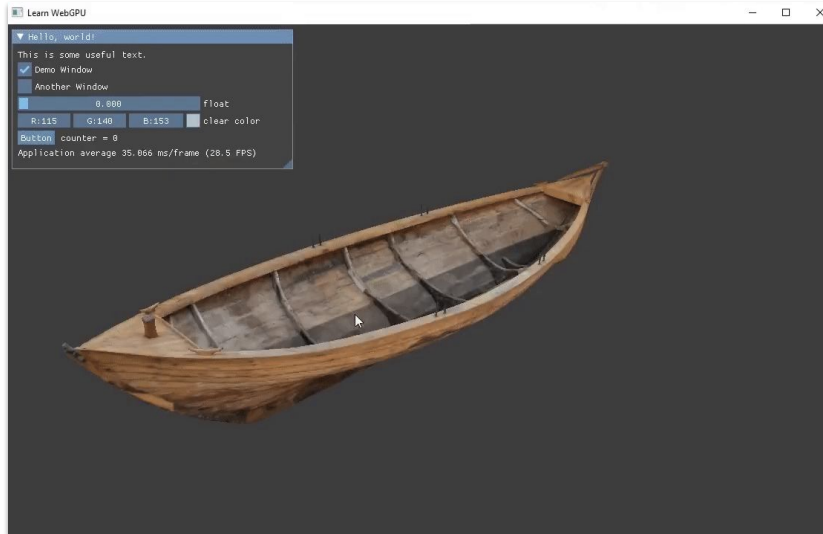 Learn WebGPU
Hello, world!
This is some useful text.
Demo Window
Another Window
0.000 float
R:115 G:140 B:153 clear color
Button counter = 0
Application average 35.066 ms/frame (28.5 FPS)